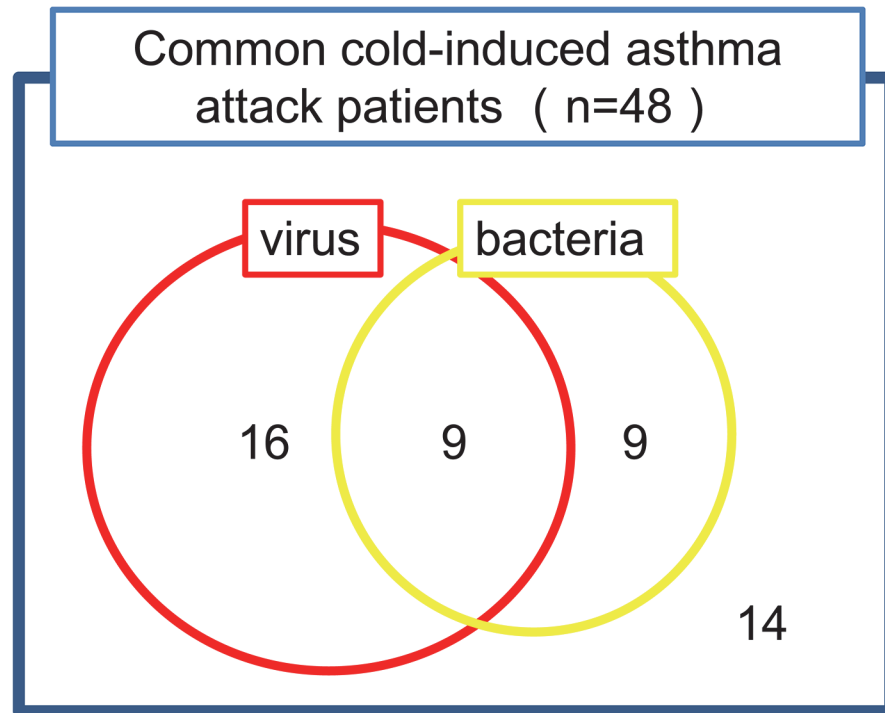 Common cold-induced asthma
attack patients ( n=48 )
virus
bacteria
16
9
9
14